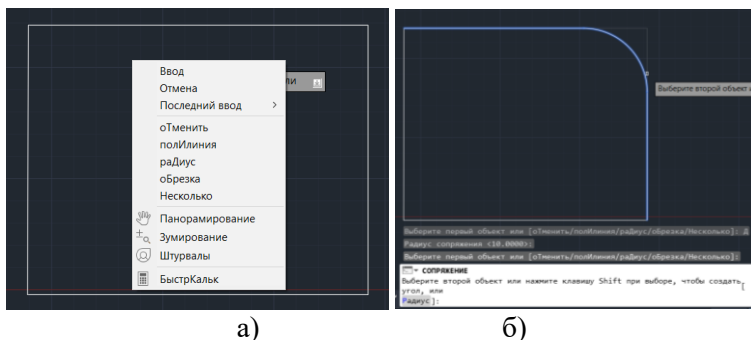 Ввод
Отмена
Последний ввод
ли
оТменить
полИлиния
раДиус
оБрезка
Несколько
Панорамирование
Зумирование
Штурвалы
БыстрКальк
Выберите второй объект и
Выберите первый объект или [оТменить/полИлиния/раДиус/оБрезка/Несколько]: Д
Радиус сопряжения <10.0000>:
Выберите первый объект или [оТменить/полИлиния/раДиус/оБрезка/Несколько]:
СОПРЯЖЕНИЕ
Выберите второй объект или нажмите клавишу Shift при выборе, чтобы создать
угол, или
Радиус]:
а)
б)